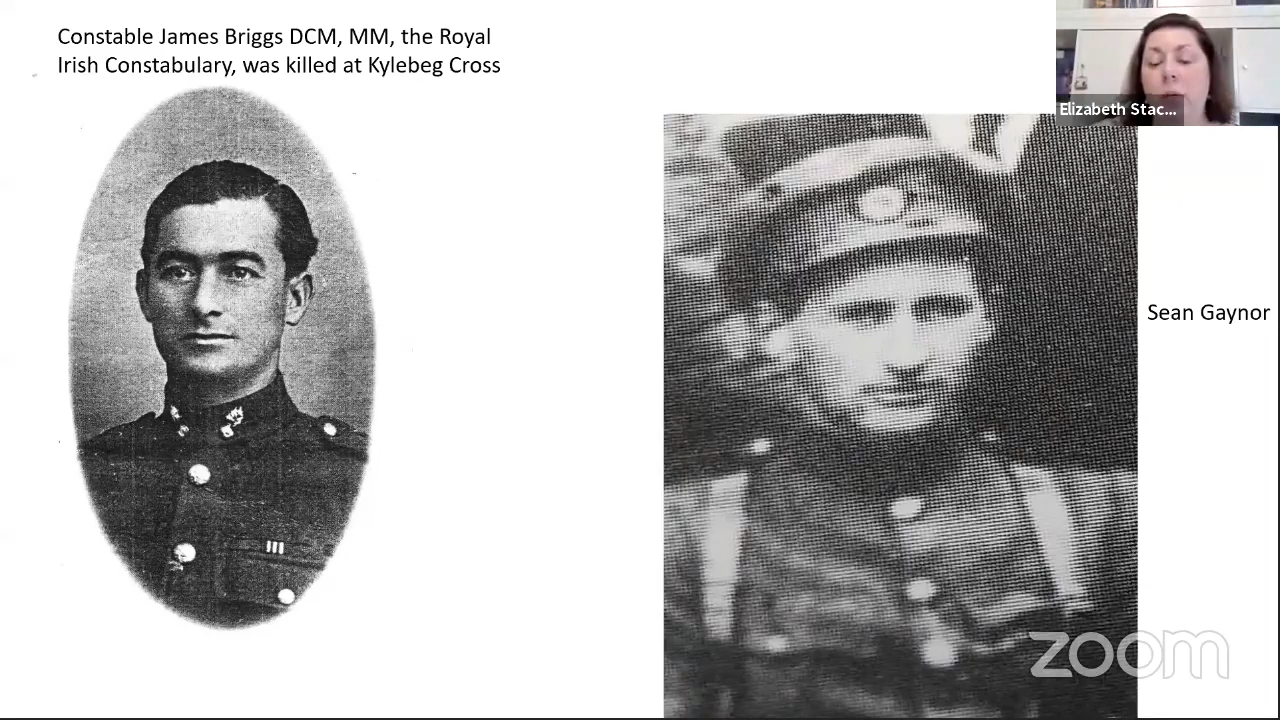 Constable James Briggs DCM, MM, the Royal
Irish Constabulary, was killed at Kylebeg Cross
Elizabeth Stac...
Sean Gaynor
zoom